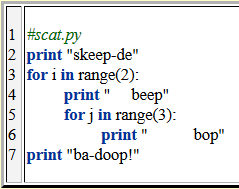 1 #scat.py
2 print "skeep-de"
3 for i in range(2):
4         print "    beep"
5         for j in range(3):
6                 print "            bop"
7 print "ba-doop!"